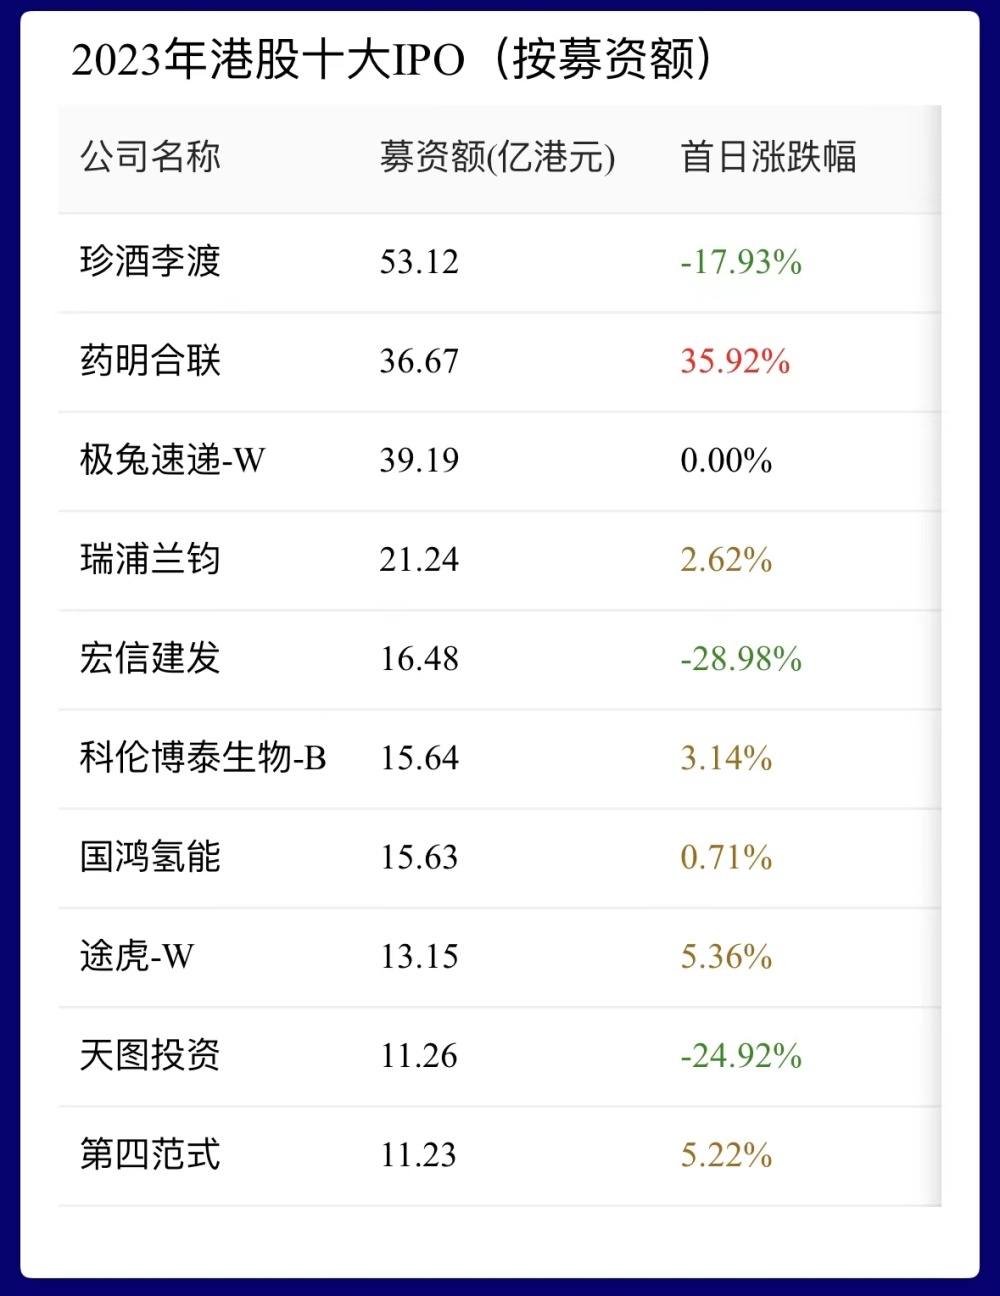 2023年港股十大IPO（按募资额）
公司名称 募资额(亿港元) 首日涨跌幅
珍酒李渡 53.12 -17.93%
药明合联 36.67 35.92%
极兔速递-W 39.19 0.00%
瑞浦兰钧 21.24 2.62%
宏信建发 16.48 -28.98%
科伦博泰生物-B 15.64 3.14%
国鸿氢能 15.63 0.71%
途虎-W 13.15 5.36%
天图投资 11.26 -24.92%
第四范式 11.23 5.22%